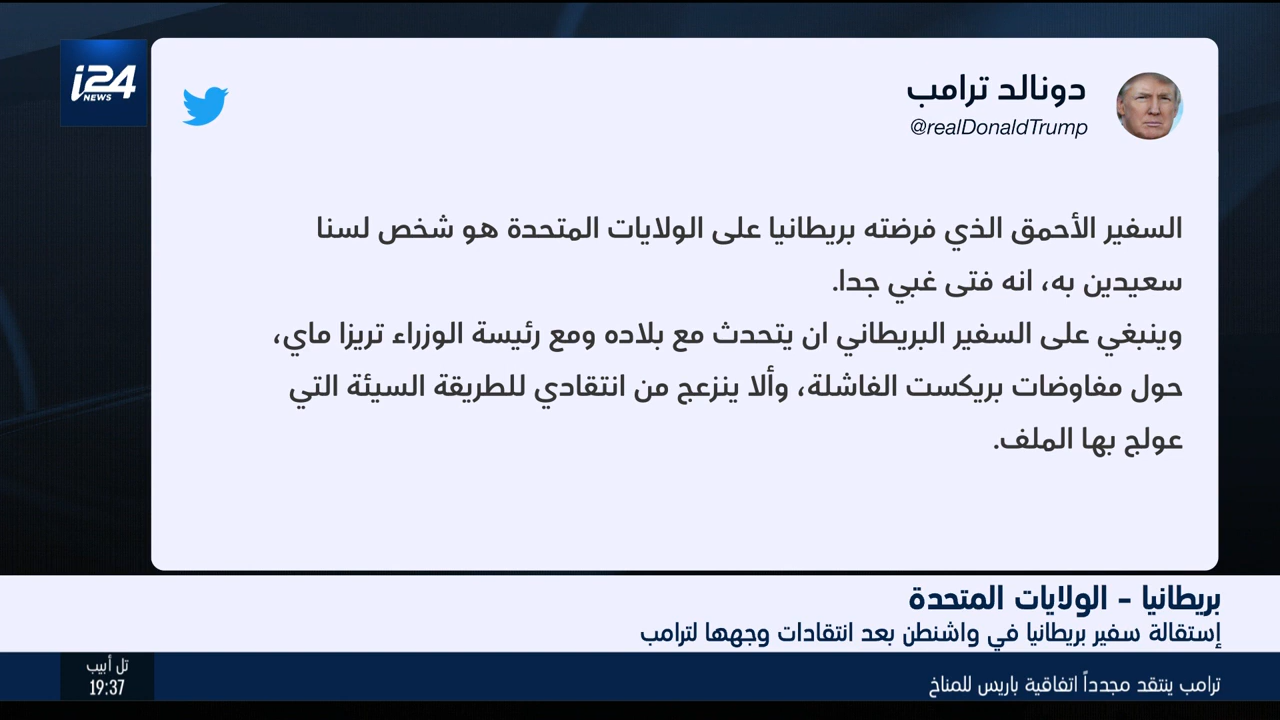 i24
NEWS
دونالد ترامب
@realDonaldTrump
السفير الأحمق الذي فرضته بريطانيا على الولايات المتحدة هو شخص لسنا
سعيدين به، انه فتى غبي جدا.
وينبغي على السفير البريطاني ان يتحدث مع بلاده ومع رئيسة الوزراء تريزا ماي،
حول مفاوضات بريكست الفاشلة، وألا ينزعج من انتقادي للطريقة السيئة التي
عولج بها الملف.
بريطانيا - الولايات المتحدة
إستقالة سفير بريطانيا في واشنطن بعد انتقادات وجهها لترامب
ترامب ينتقد مجدداً اتفاقية باريس للمناخ
تل أبيب
19:37